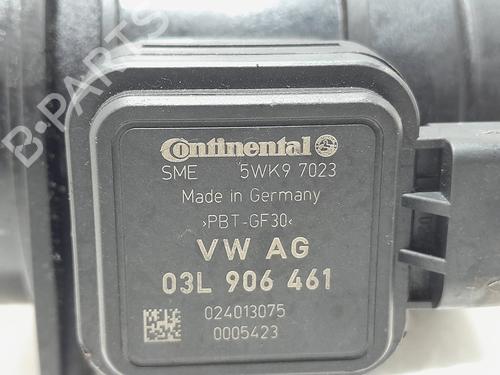 B-PARTS
Continental
SME 5WK9 7023
Made in Germany
>PBT-GF30<
VW AG
03L 906 461
024013075
0005423